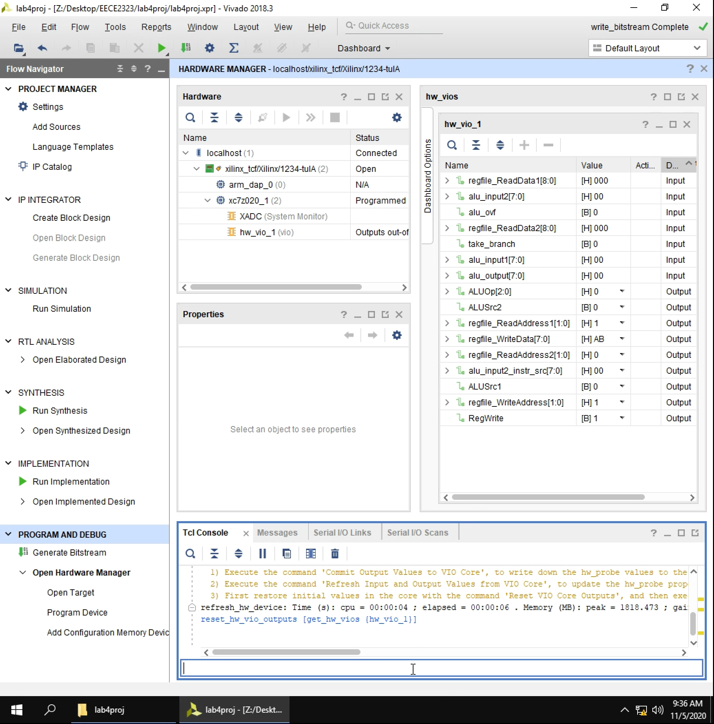 lab4proj - [Z:/Desktop/EECE2323/lab4proj/lab4proj.xpr] - Vivado 2018.3
File Edit Flow Tools Reports Window Layout View Help Q- Quick Access write_bitstream Complete
Dashboard Default Layout
Flow Navigator
HARDWARE MANAGER - localhost/xilinx_tcf/Xilinx/1234-tulA
PROJECT MANAGER
Settings
Add Sources
Language Templates
IP Catalog
IP INTEGRATOR
Create Block Design
Open Block Design
Generate Block Design
SIMULATION
Run Simulation
RTL ANALYSIS
Open Elaborated Design
SYNTHESIS
Run Synthesis
Open Synthesized Design
IMPLEMENTATION
Run Implementation
Open Implemented Design
PROGRAM AND DEBUG
Generate Bitstream
Open Hardware Manager
Open Target
Program Device
Add Configuration Memory Devic
Hardware
Name Status
localhost (1) Connected
xilinx_tcf/Xilinx/1234-tulA (2) Open
arm_dap_0 (0) N/A
xc7z020_1 (2) Programmed
XADC (System Monitor)
hw_vio_1 (vio) Outputs out-of
Properties
Select an object to see properties
hw_vios
Dashboard Options
hw_vio_1
Name Value Acti... D...
regfile_ReadData1[8:0] [H] 000 Input
alu_input2[7:0] [H] 00 Input
alu_ovf [B] 0 Input
regfile_ReadData2[8:0] [H] 000 Input
take_branch [B] 0 Input
alu_input1[7:0] [H] 00 Input
alu_output[7:0] [H] 00 Input
ALUOp[2:0] [H] 0 Output
ALUSrc2 [B] 0 Output
regfile_ReadAddress1[1:0] [H] 1 Output
regfile_WriteData[7:0] [H] AB Output
regfile_ReadAddress2[1:0] [H] 0 Output
alu_input2_instr_src[7:0] [H] 00 Output
ALUSrc1 [B] 0 Output
regfile_WriteAddress[1:0] [H] 1 Output
RegWrite [B] 1 Output
Tcl Console Messages Serial I/O Links Serial I/O Scans
1) Execute the command 'Commit Output Values to VIO Core', to write down the hw_probe values to the
2) Execute the command 'Refresh Input and Output Values from VIO Core', to update the hw_probe prop
3) First restore initial values in the core with the command 'Reset VIO Core Outputs', and then exe
refresh_hw_device: Time (s): cpu = 00:00:04 ; elapsed = 00:00:06 . Memory (MB): peak = 1818.473 ; gai
reset_hw_vio_outputs [get_hw_vios {hw_vio_1}]
lab4proj
lab4proj - [Z:/Deskt...
9:36 AM
11/5/2020